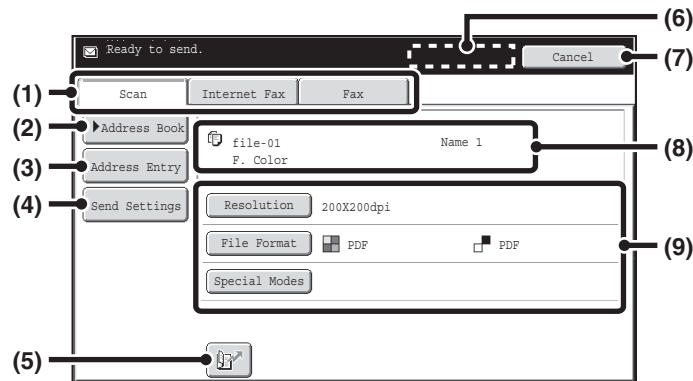 (6)
Ready to send.
Cancel
(7)
(1)
Scan
Internet Fax
Fax
(2)
Address Book
file-01
Name 1
F. Color
(8)
(3)
Address Entry
(4)
Send Settings
Resolution
200X200dpi
File Format
PDF
PDF
(9)
Special Modes
(5)